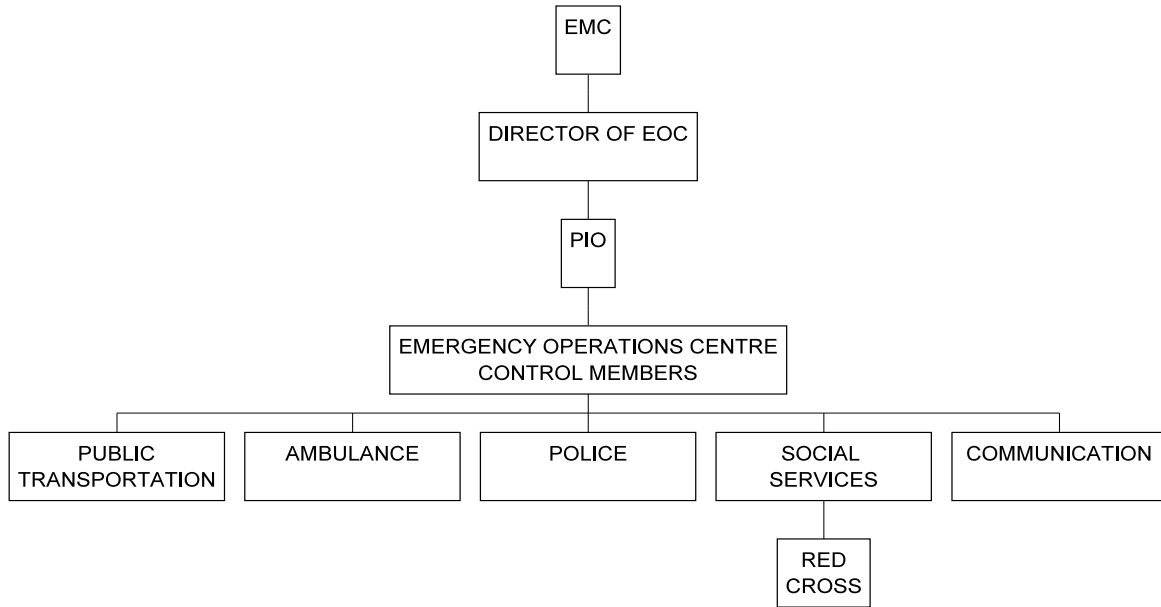 EMC
DIRECTOR OF EOC
PIO
EMERGENCY OPERATIONS CENTRE
CONTROL MEMBERS
PUBLIC
TRANSPORTATION
AMBULANCE
POLICE
SOCIAL
SERVICES
COMMUNICATION
RED
CROSS